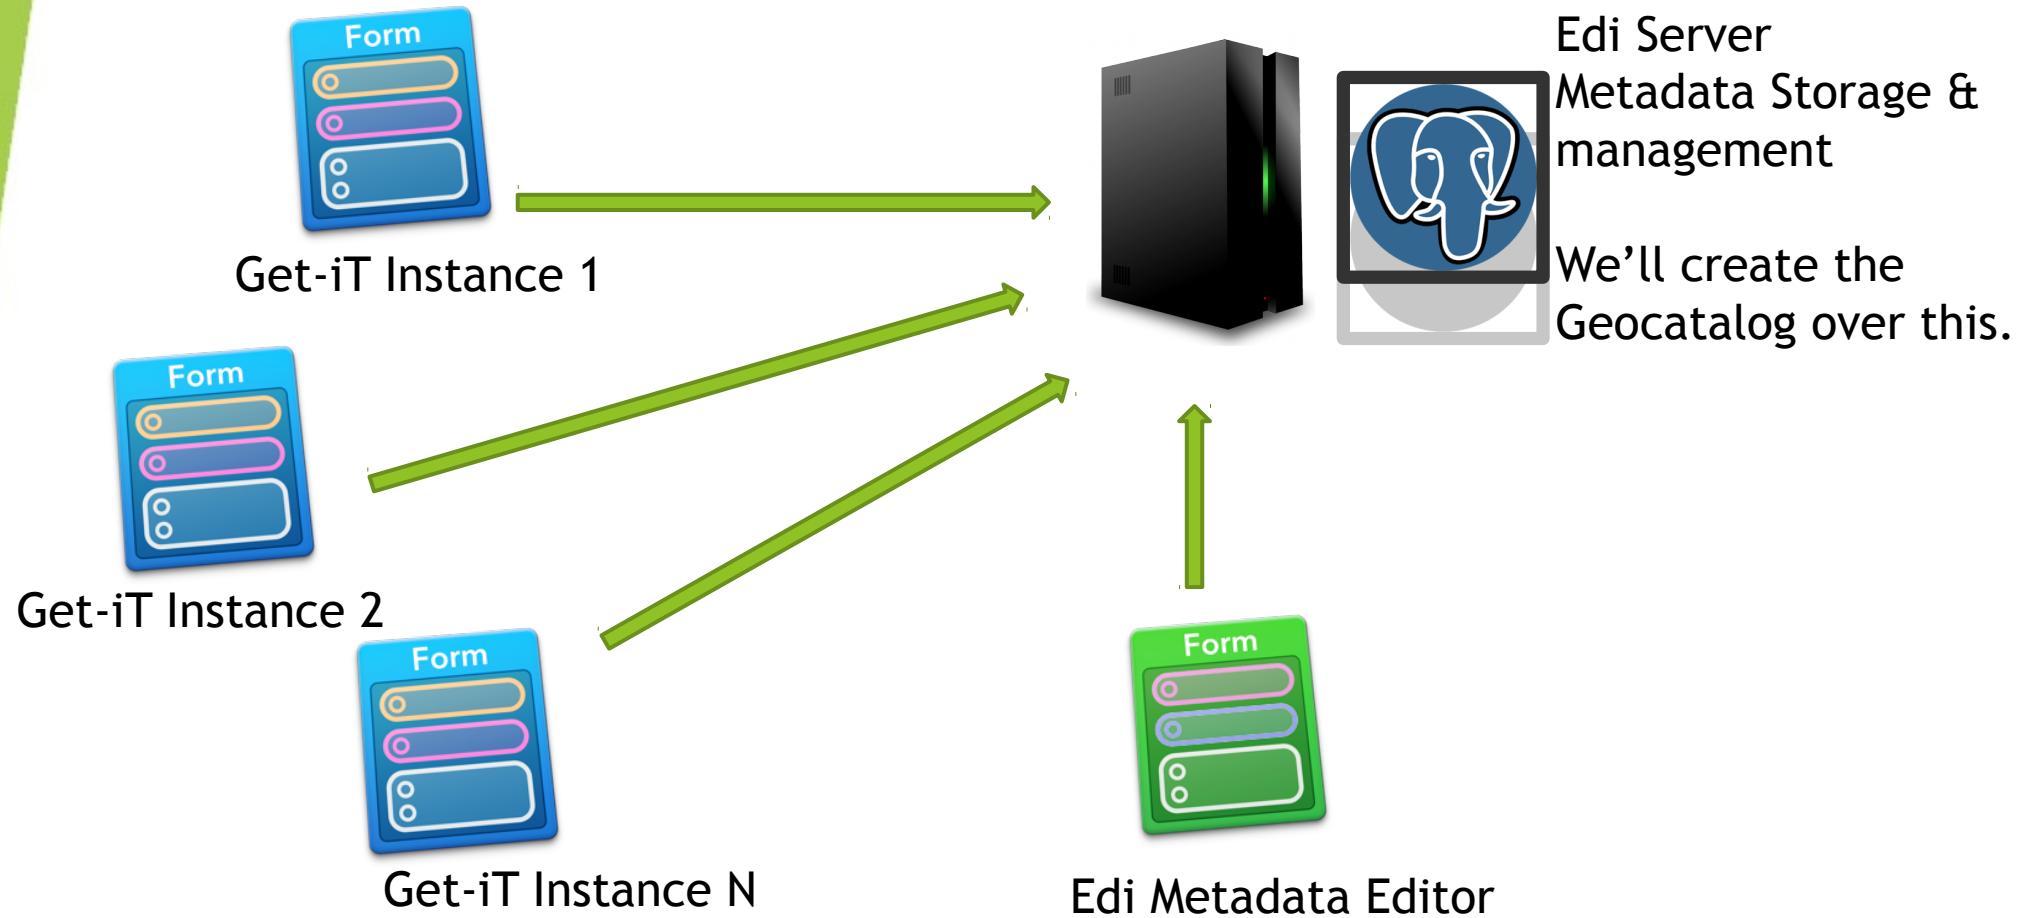 Form
Get-iT Instance 1
Form
Get-iT Instance 2
Form
Get-iT Instance N
Form
Edi Metadata Editor
Edi Server
Metadata Storage &
management
We’ll create the
Geocatalog over this.